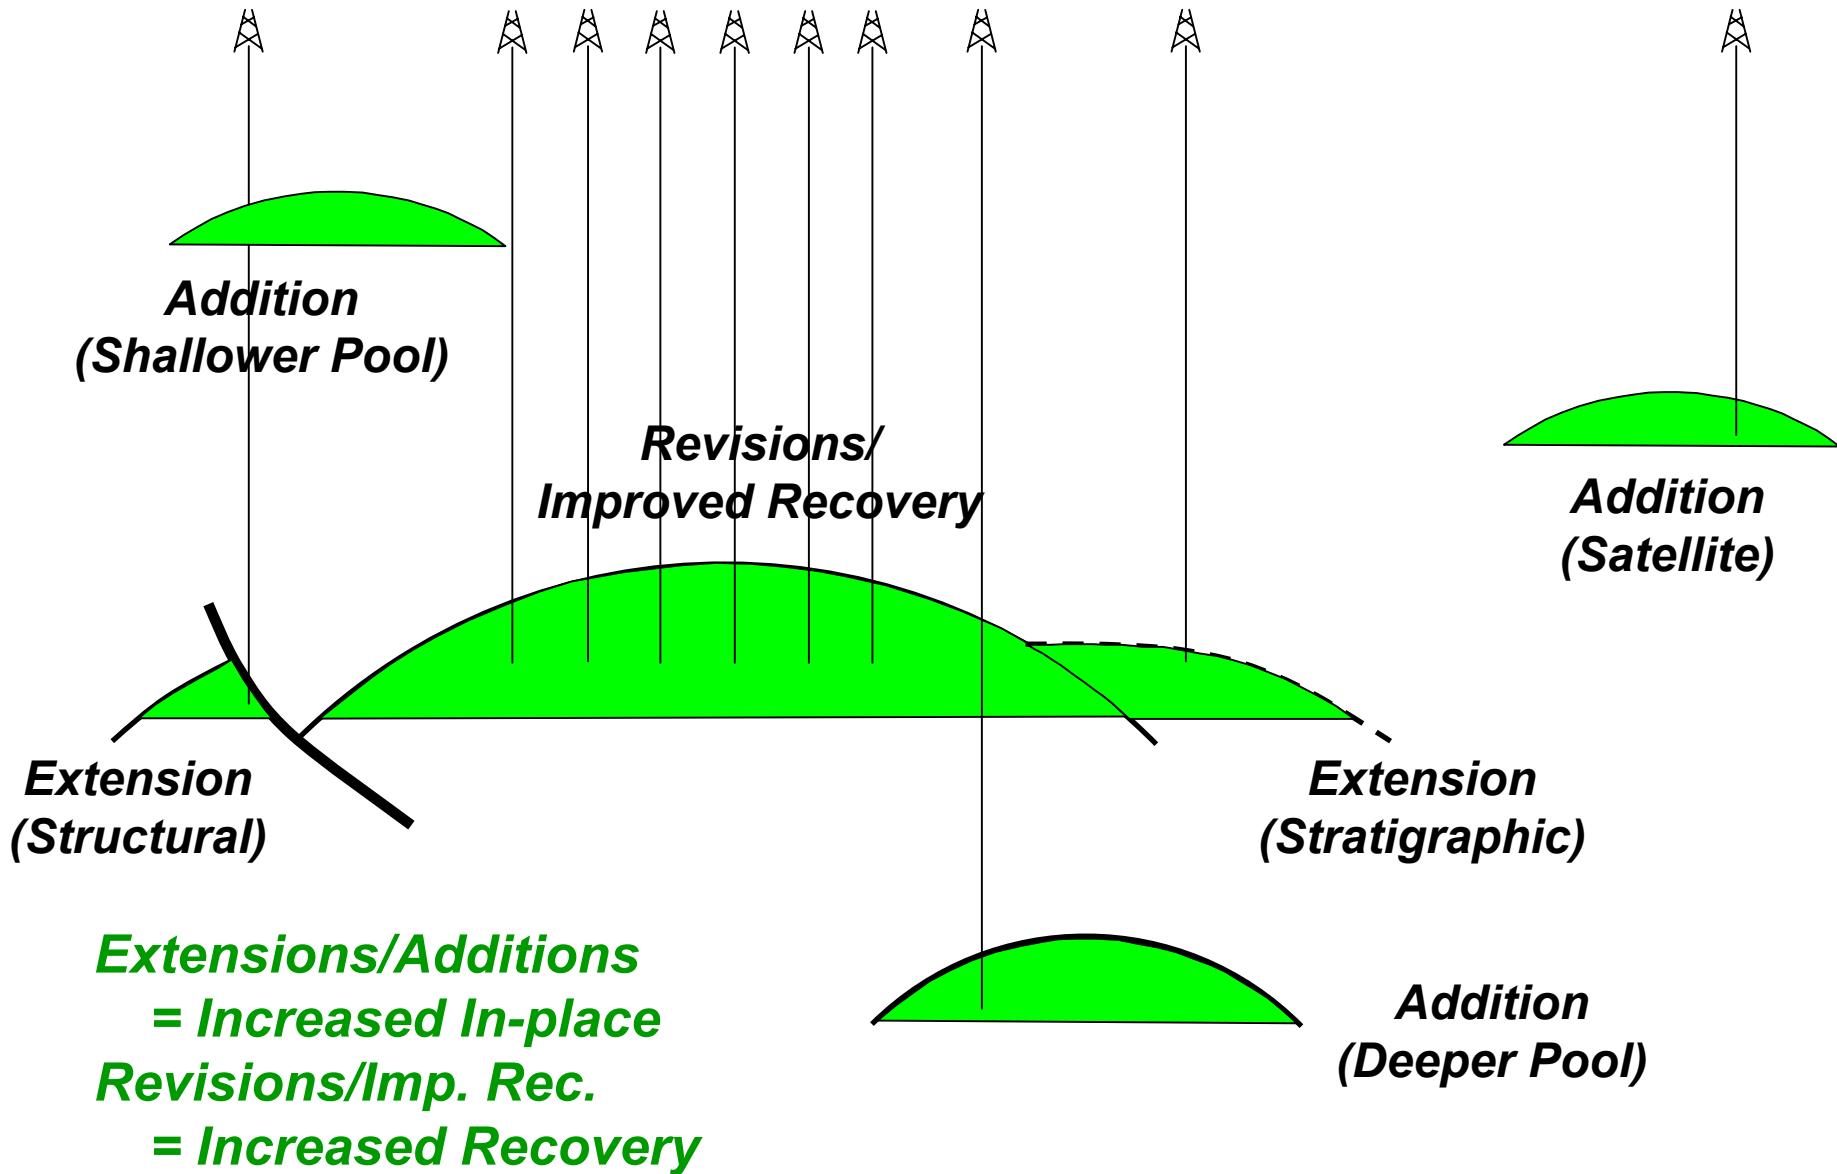 Addition
(Shallower Pool)
Revisions/
Improved Recovery
Addition
(Satellite)
Extension
(Structural)
Extension
(Stratigraphic)
Extensions/Additions
= Increased In-place
Revisions/Imp. Rec.
= Increased Recovery
Addition
(Deeper Pool)